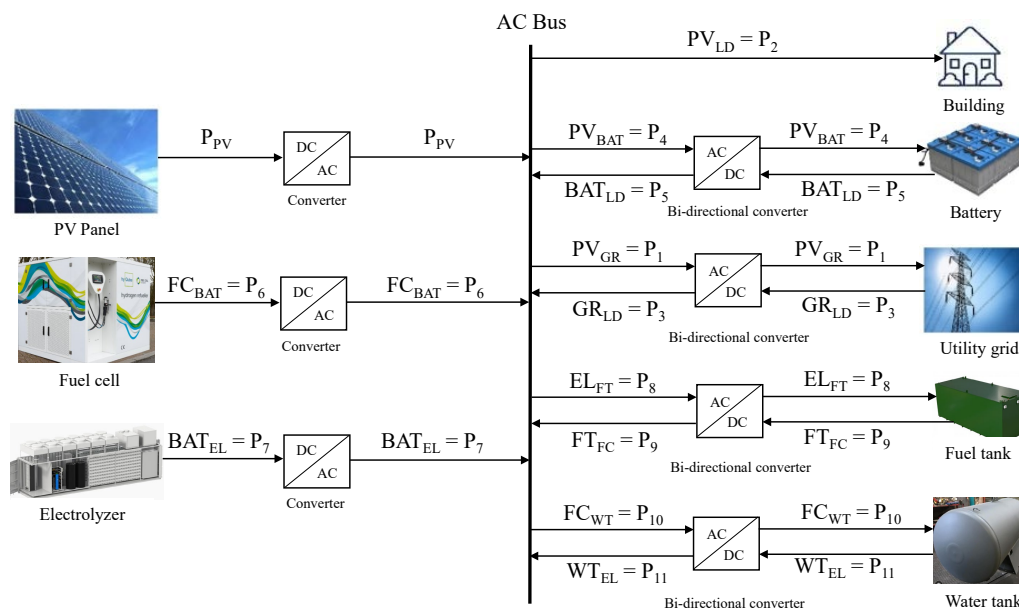 AC Bus
PV_LD = P_2
Building
P_PV
DC
AC
Converter
P_PV
PV Panel
PV_BAT = P_4
AC
DC
PV_BAT = P_4
BAT_LD = P_5
BAT_LD = P_5
Bi-directional converter
Battery
FC_BAT = P_6
DC
AC
Converter
FC_BAT = P_6
Fuel cell
PV_GR = P_1
AC
DC
PV_GR = P_1
GR_LD = P_3
GR_LD = P_3
Bi-directional converter
Utility grid
BAT_EL = P_7
DC
AC
Converter
BAT_EL = P_7
Electrolyzer
EL_FT = P_8
AC
DC
EL_FT = P_8
FT_FC = P_9
FT_FC = P_9
Bi-directional converter
Fuel tank
FC_WT = P_10
AC
DC
FC_WT = P_10
WT_EL = P_11
WT_EL = P_11
Bi-directional converter
Water tank